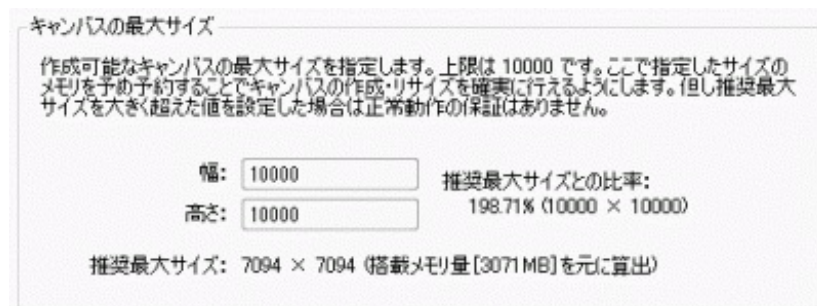 キャンバスの最大サイズ
作成可能なキャンバスの最大サイズを指定します。上限は 10000 です。ここで指定したサイズの
メモリを予め予約することでキャンバスの作成・リサイズを確実に行えるようにします。但し推奨最大
サイズを大きく超えた値を設定した場合は正常動作の保証はありません。
幅: 10000
推奨最大サイズとの比率:
高さ: 10000
198.71% (10000 × 10000)
推奨最大サイズ: 7094 × 7094 (搭載メモリ量[3071MB]を元に算出)